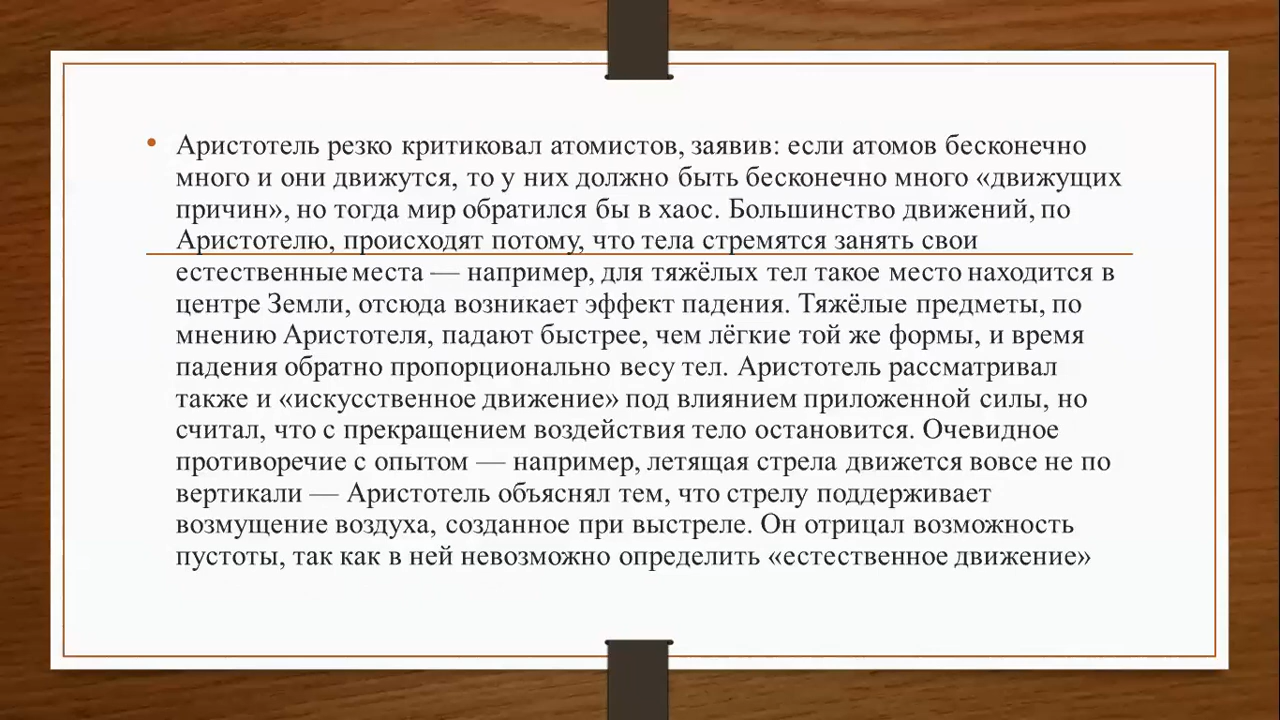 • Аристотель резко критиковал атомистов, заявив: если атомов бесконечно
много и они движутся, то у них должно быть бесконечно много «движущих
причин», но тогда мир обратился бы в хаос. Большинство движений, по
Аристотелю, происходят потому, что тела стремятся занять свои
естественные места — например, для тяжёлых тел такое место находится в
центре Земли, отсюда возникает эффект падения. Тяжёлые предметы, по
мнению Аристотеля, падают быстрее, чем лёгкие той же формы, и время
падения обратно пропорционально весу тел. Аристотель рассматривал
также и «искусственное движение» под влиянием приложенной силы, но
считал, что с прекращением воздействия тело остановится. Очевидное
противоречие с опытом — например, летящая стрела движется вовсе не по
вертикали — Аристотель объяснял тем, что стрелу поддерживает
возмущение воздуха, созданное при выстреле. Он отрицал возможность
пустоты, так как в ней невозможно определить «естественное движение»